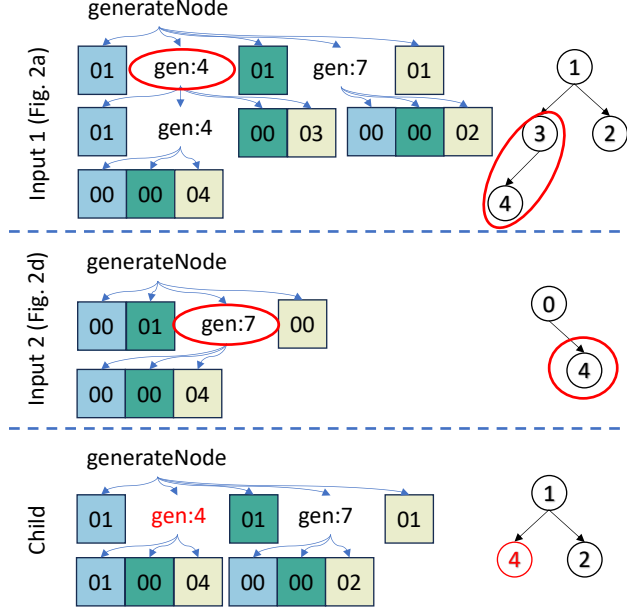 generateNode
Input 1 (Fig. 2a)
01 gen:4 01 gen:7 01
01 gen:4 00 03 00 00 02
00 00 04
1
3 2
4
generateNode
Input 2 (Fig. 2d)
00 01 gen:7 00
00 00 04
0
4
generateNode
Child
01 gen:4 01 gen:7 01
01 00 04 00 00 02
1
4 2